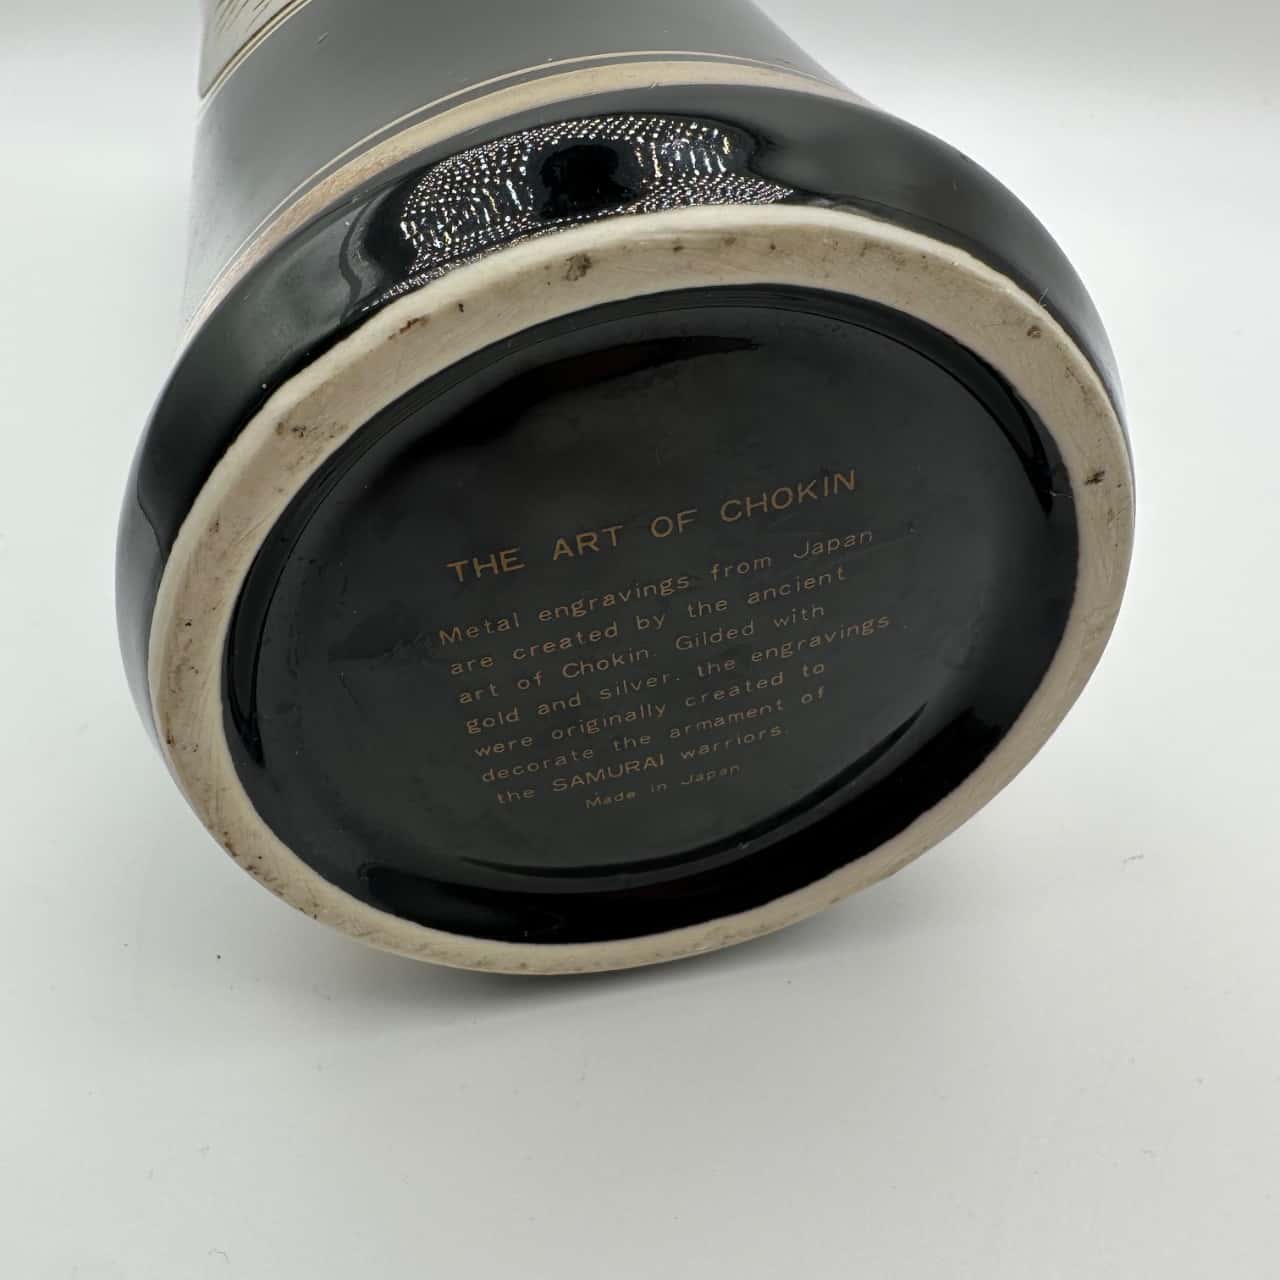 THE ART OF CHOKIN
Metal engravings from Japan
are created by the ancient
art of Chokin. Gilded with
gold and silver. the engravings
were originally created to
decorate the armament of
the SAMURAI warriors.
Made in Japan